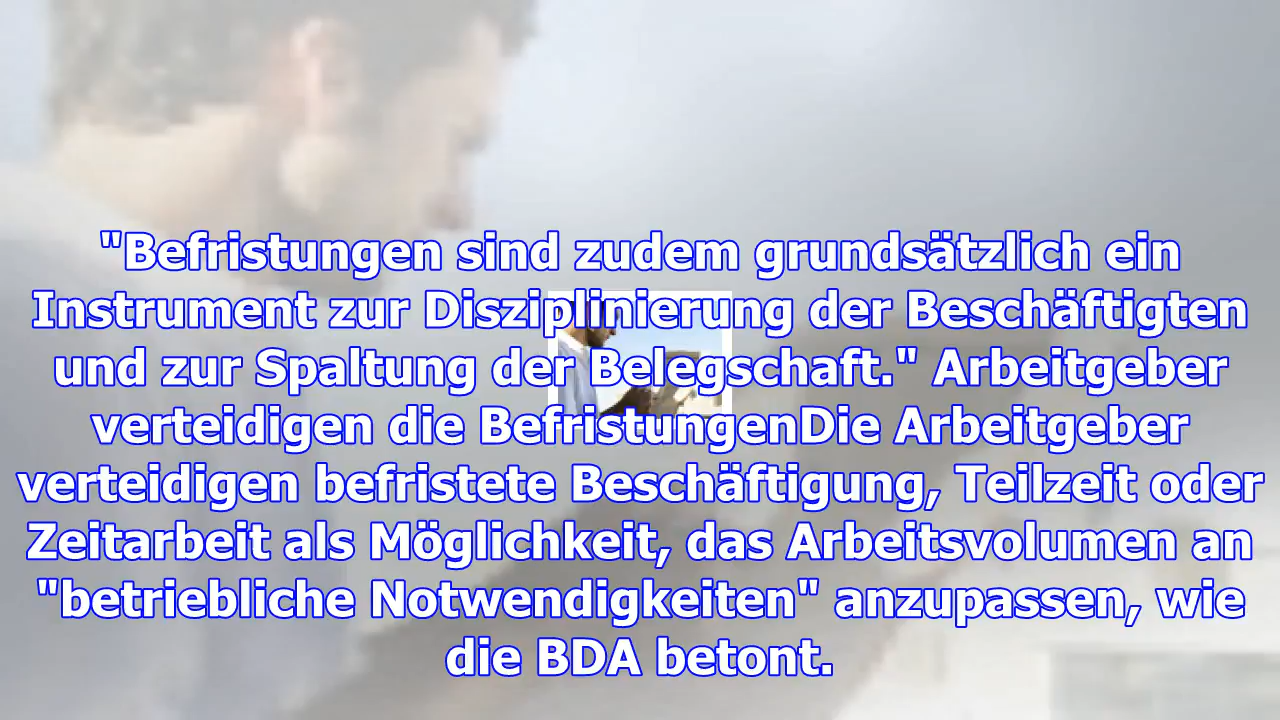 "Befristungen sind zudem grundsätzlich ein
Instrument zur Disziplinierung der Beschäftigten
und zur Spaltung der Belegschaft." Arbeitgeber
verteidigen die BefristungenDie Arbeitgeber
verteidigen befristete Beschäftigung, Teilzeit oder
Zeitarbeit als Möglichkeit, das Arbeitsvolumen an
"betriebliche Notwendigkeiten" anzupassen, wie
die BDA betont.